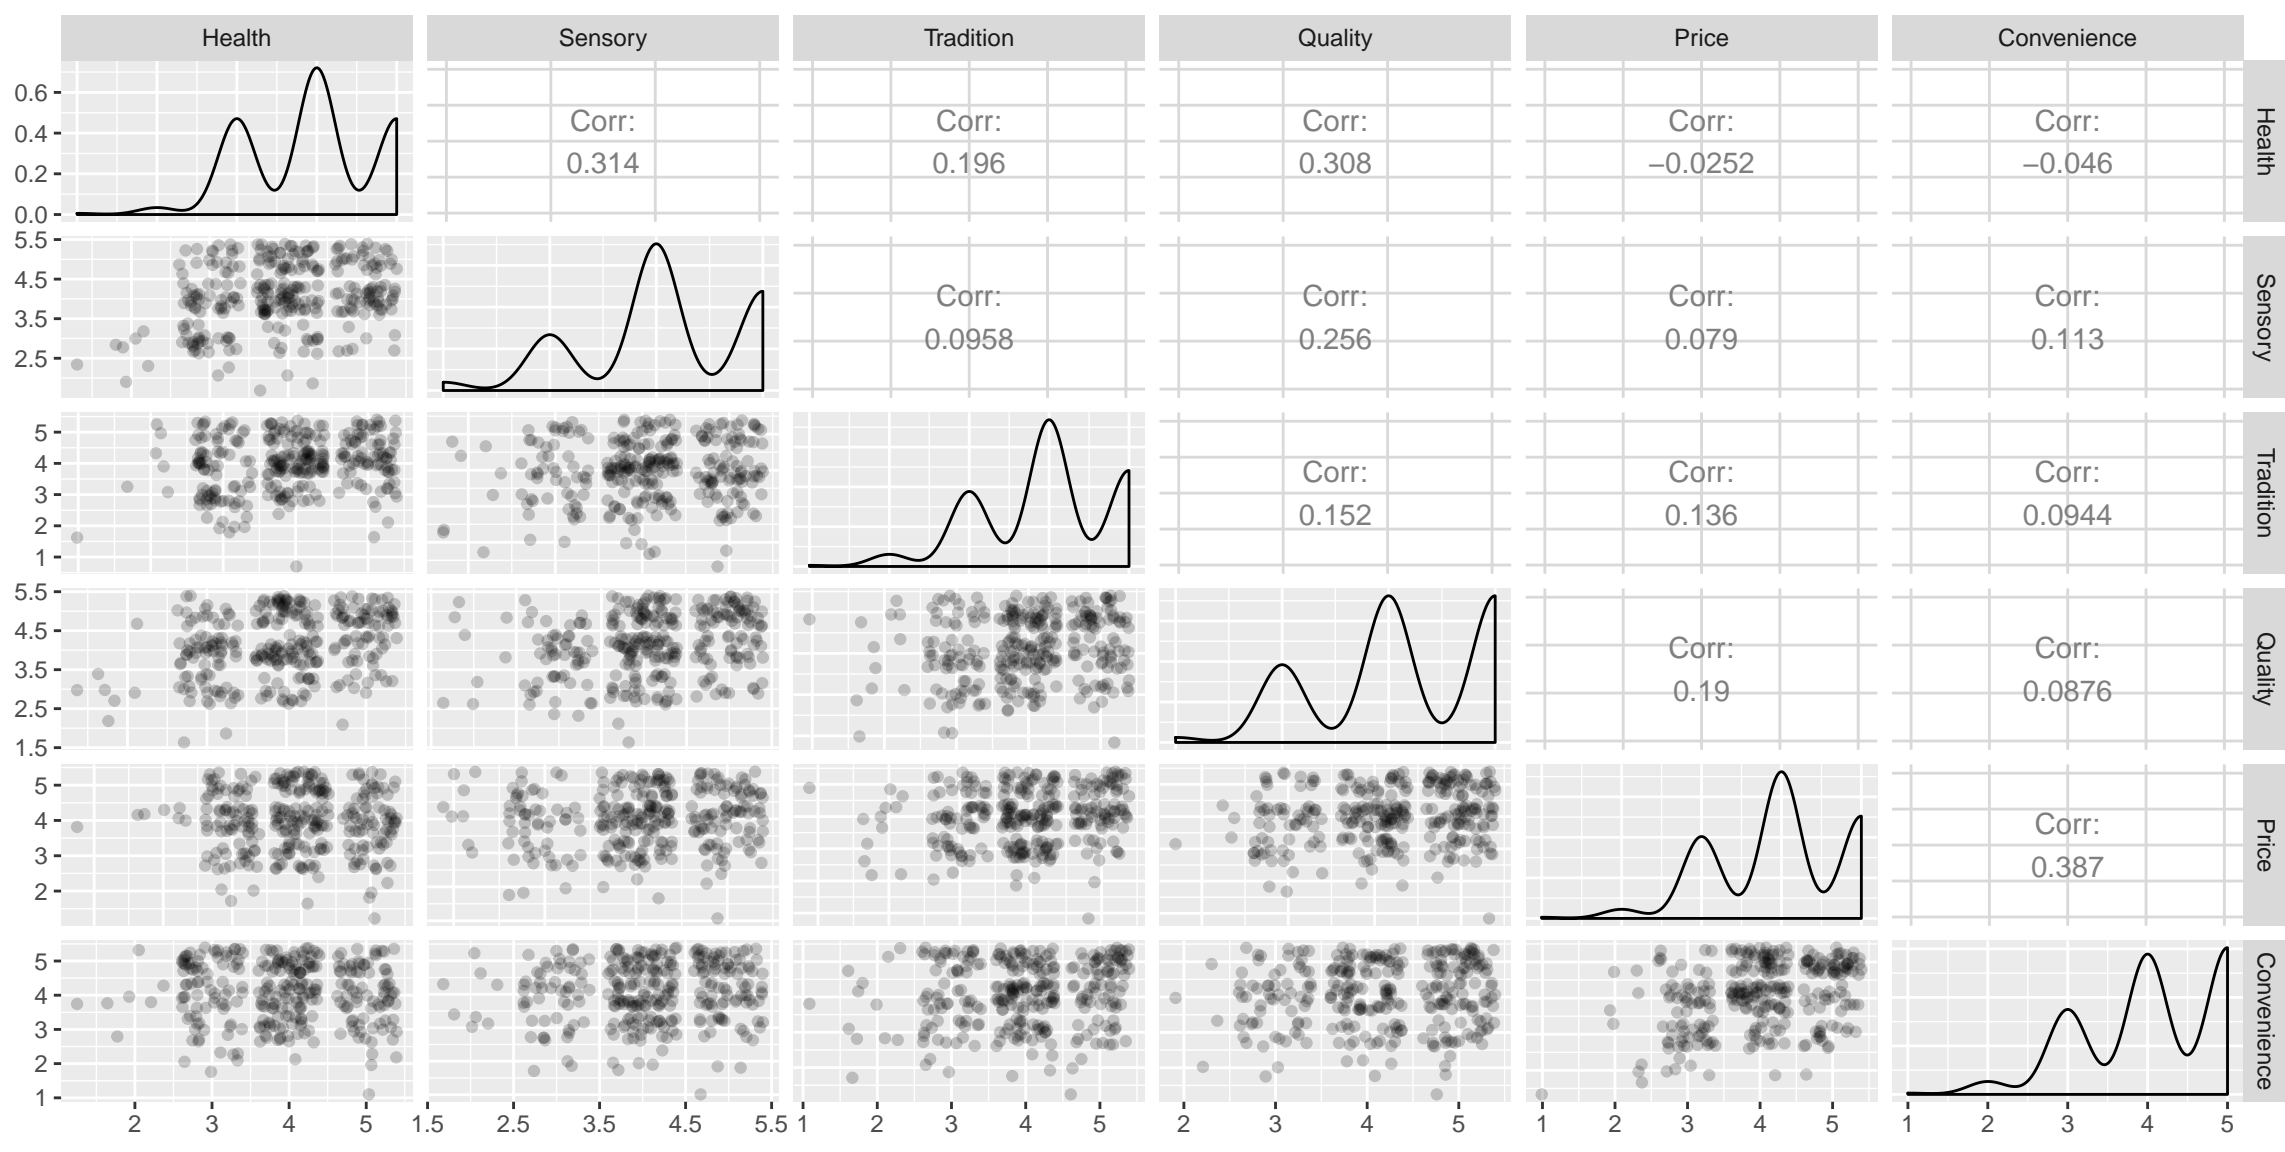 Health Sensory Tradition Quality Price Convenience
0.6
0.4
0.2
0.0
Corr:
0.314
Corr:
0.196
Corr:
0.308
Corr:
−0.0252
Corr:
−0.046
Health
5.5
4.5
3.5
2.5
Corr:
0.0958
Corr:
0.256
Corr:
0.079
Corr:
0.113
Sensory
5
4
3
2
1
Corr:
0.152
Corr:
0.136
Corr:
0.0944
Tradition
5.5
4.5
3.5
2.5
1.5
Corr:
0.19
Corr:
0.0876
Quality
5
4
3
2
Corr:
0.387
Price
5
4
3
2
1
Convenience
2 3 4 5 1.5 2.5 3.5 4.5 5.5 1 2 3 4 5 2 3 4 5 1 2 3 4 5 1 2 3 4 5